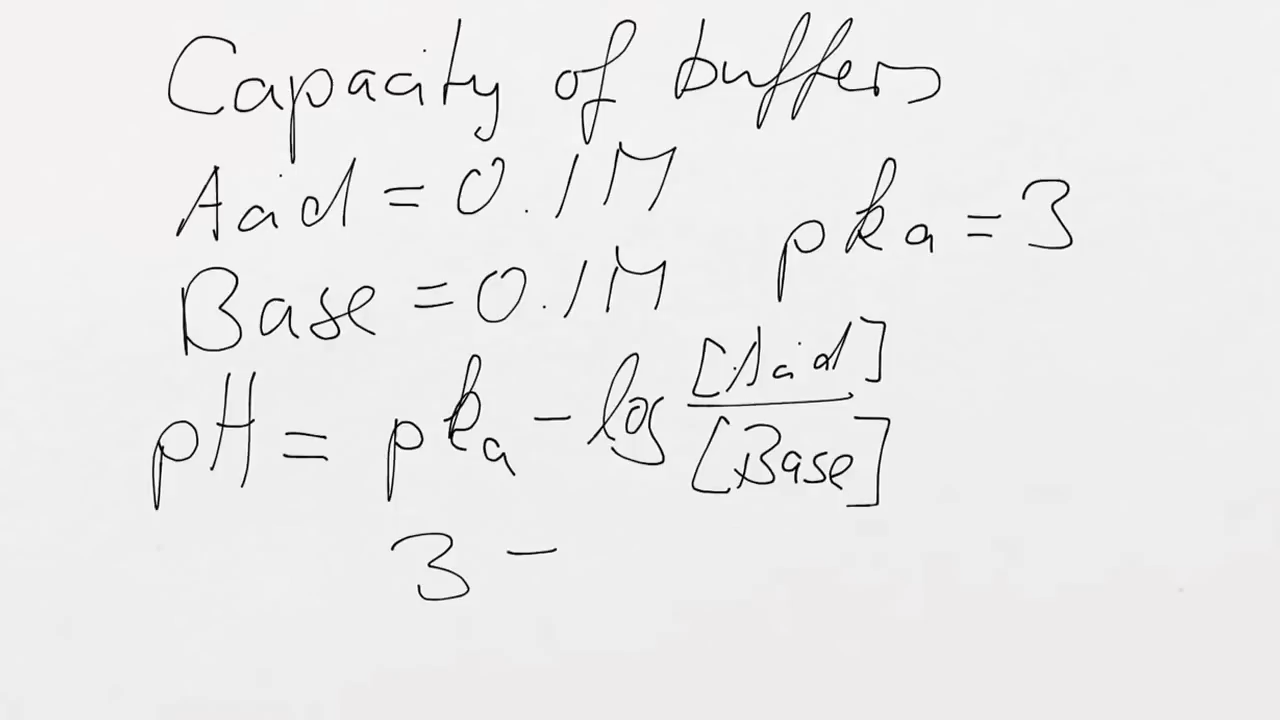 Capacity of buffers
Acid = 0.1M
pka = 3
Base = 0.1M
pH = pka - log [Acid] / [Base]
3 -